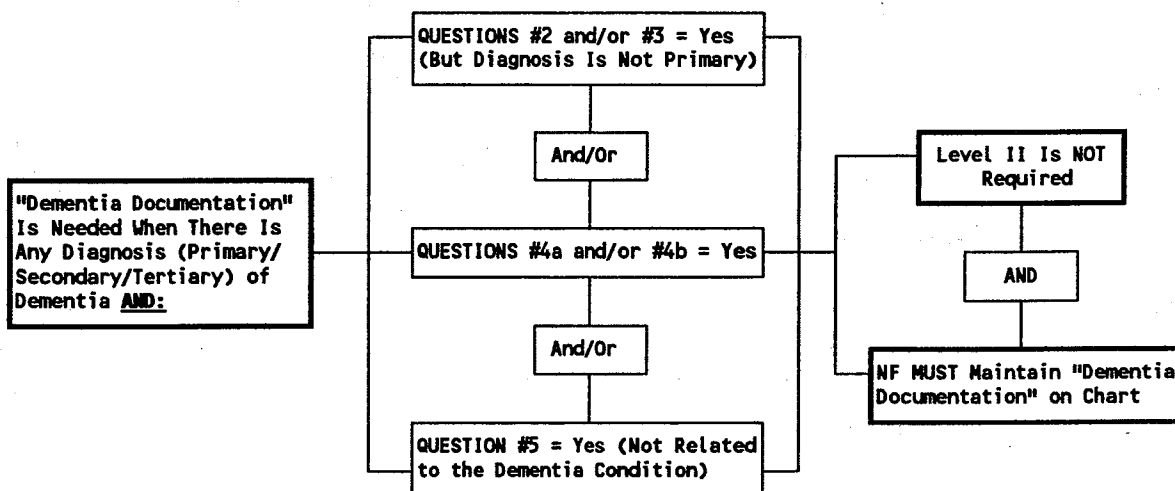 "Dementia Documentation"
Is Needed When There Is
Any Diagnosis (Primary/
Secondary/Tertiary) of
Dementia AND:
QUESTIONS #2 and/or #3 = Yes
(But Diagnosis Is Not Primary)
And/Or
QUESTIONS #4a and/or #4b = Yes
And/Or
QUESTION #5 = Yes (Not Related
to the Dementia Condition)
Level II Is NOT
Required
AND
NF MUST Maintain "Dementia
Documentation" on Chart